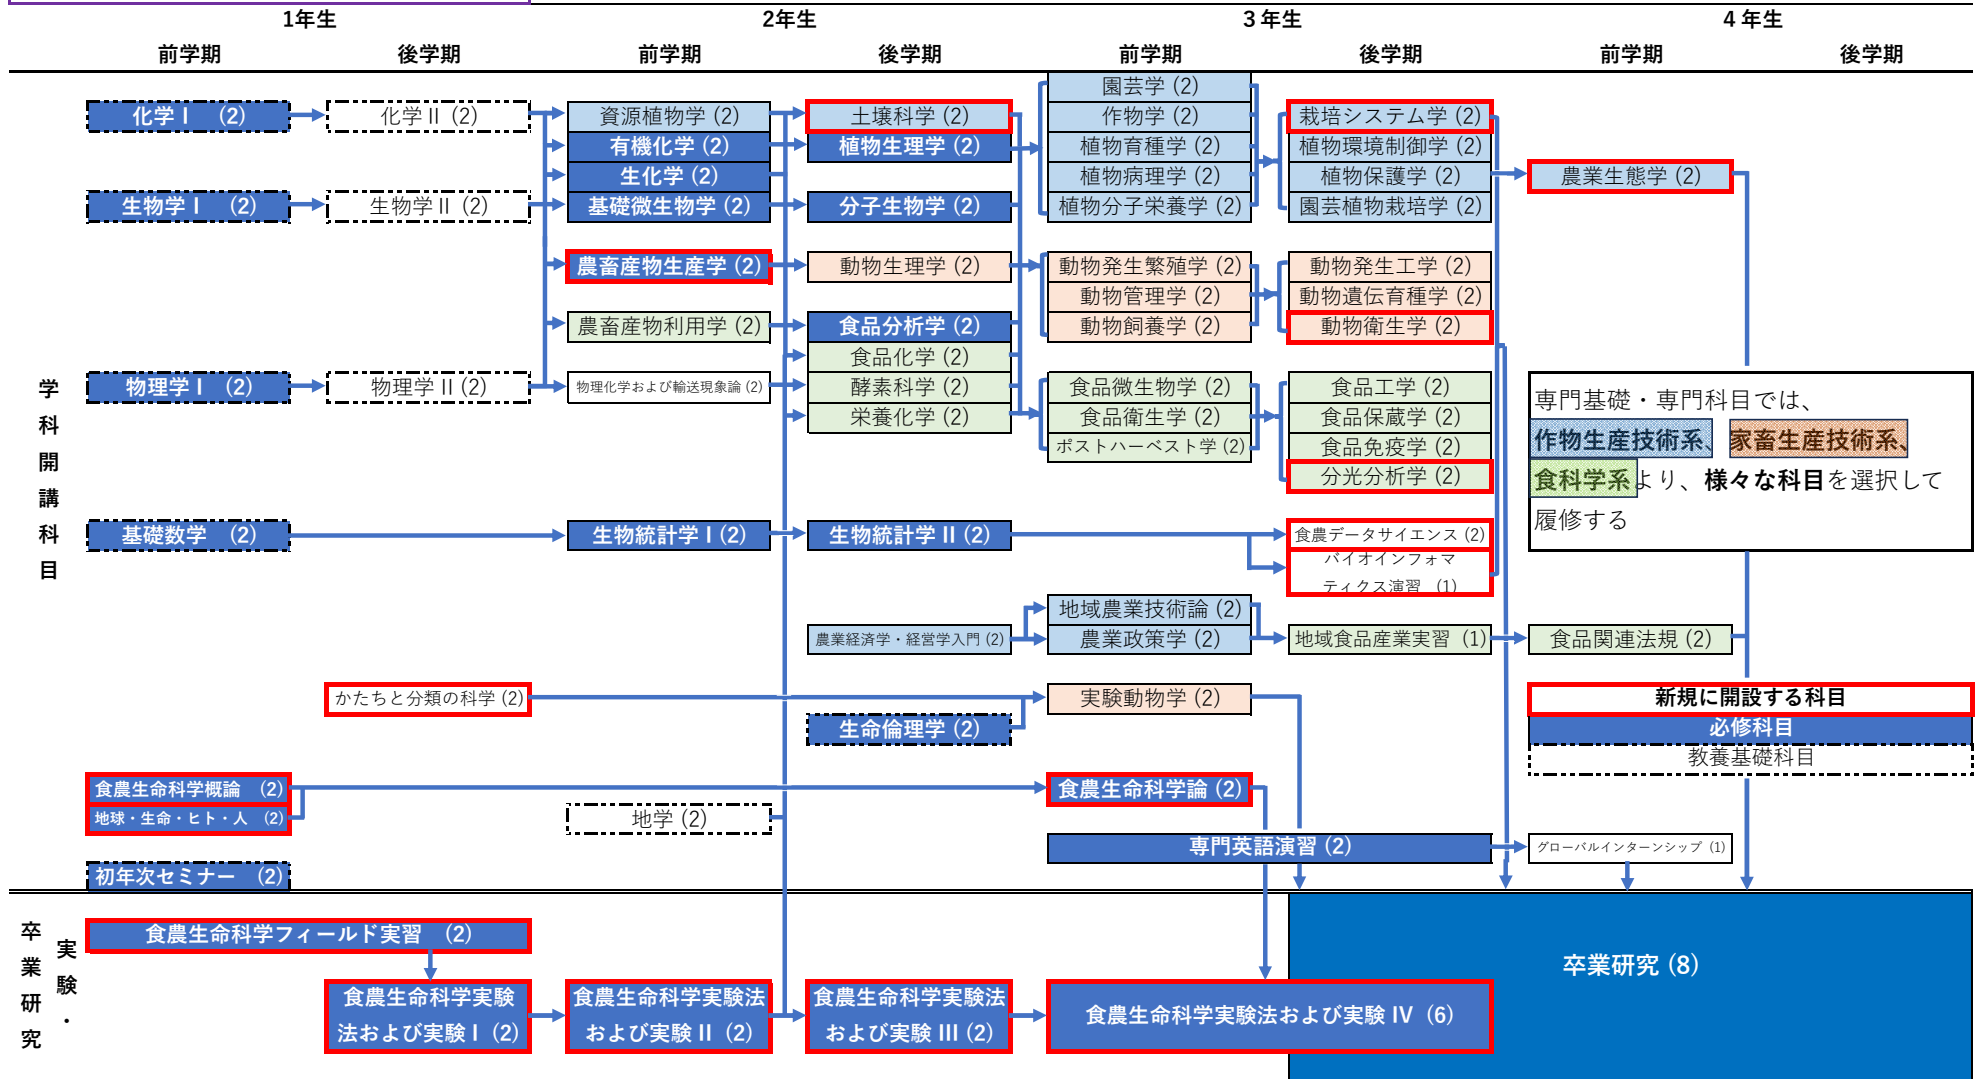 1年生 2年生 3年生 4年生
前学期 後学期 前学期 後学期 前学期 後学期 前学期 後学期
学科開講科目
園芸学 (2)
化学 I (2) 化学 II (2) 資源植物学 (2) 土壌科学 (2) 作物学 (2) 栽培システム学 (2)
有機化学 (2) 植物生理学 (2) 植物育種学 (2) 植物環境制御学 (2)
生化学 (2) 植物病理学 (2) 植物保護学 (2) 農業生態学 (2)
生物学 I (2) 生物学 II (2) 基礎微生物学 (2) 分子生物学 (2) 植物分子栄養学 (2) 園芸植物栽培学 (2)
農畜産物生産学 (2) 動物生理学 (2) 動物発生繁殖学 (2) 動物発生工学 (2)
動物管理学 (2) 動物遺伝育種学 (2)
農畜産物利用学 (2) 食品分析学 (2) 動物飼養学 (2) 動物衛生学 (2)
食品化学 (2)
物理学 I (2) 物理学 II (2) 物理化学および輸送現象論 (2) 酵素科学 (2) 食品微生物学 (2) 食品工学 (2)
栄養化学 (2) 食品衛生学 (2) 食品保蔵学 (2)
ポストハーベスト学 (2) 食品免疫学 (2)
分光分析学 (2)
専門基礎・専門科目では、
作物生産技術系、 家畜生産技術系、
食科学系より、様々な科目を選択して
履修する
基礎数学 (2) 生物統計学 I (2) 生物統計学 II (2) 食農データサイエンス (2)
バイオインフォマ
ティクス演習 (1)
地域農業技術論 (2)
農業経済学・経営学入門 (2) 農業政策学 (2) 地域食品産業実習 (1) 食品関連法規 (2)
かたちと分類の科学 (2) 実験動物学 (2) 新規に開設する科目
生命倫理学 (2) 必修科目
教養基礎科目
食農生命科学概論 (2) 食農生命科学論 (2)
地球・生命・ヒト・人 (2) 地学 (2)
専門英語演習 (2) グローバルインターンシップ (1)
初年次セミナー (2)
実験・
卒業研究
食農生命科学フィールド実習 (2)
卒業研究 (8)
食農生命科学実験 食農生命科学実験法 食農生命科学実験法 食農生命科学実験法および実験 IV (6)
法および実験 I (2) および実験 II (2) および実験 III (2)